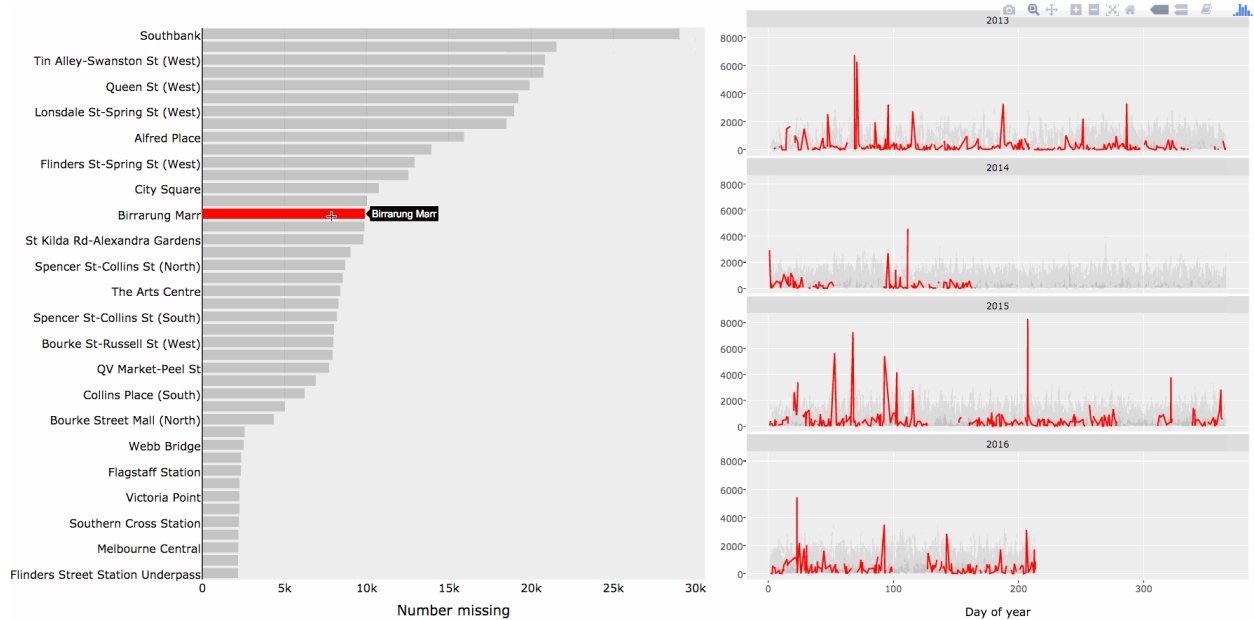 Southbank
Tin Alley-Swanston St (West)
Queen St (West)
Lonsdale St-Spring St (West)
Alfred Place
Flinders St-Spring St (West)
City Square
Birrarung Marr
Birrarung Marr
St Kilda Rd-Alexandra Gardens
Spencer St-Collins St (North)
The Arts Centre
Spencer St-Collins St (South)
Bourke St-Russell St (West)
QV Market-Peel St
Collins Place (South)
Bourke Street Mall (North)
Webb Bridge
Flagstaff Station
Victoria Point
Southern Cross Station
Melbourne Central
Flinders Street Station Underpass
0 5k 10k 15k 20k 25k 30k
Number missing
2013
8000
6000
4000
2000
0
2014
8000
6000
4000
2000
0
2015
8000
6000
4000
2000
0
2016
8000
6000
4000
2000
0
0 100 200 300
Day of year